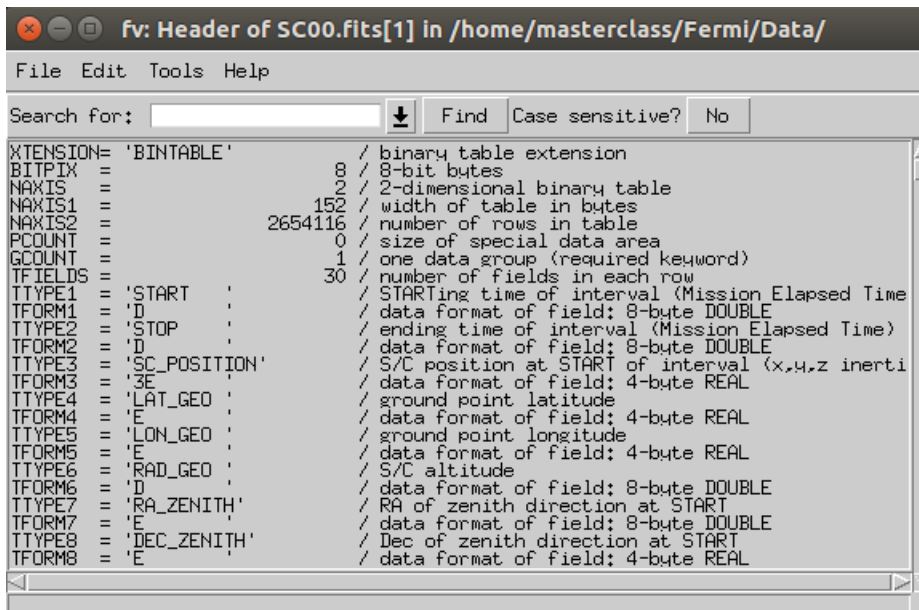 fv: Header of SC00.fits[1] in /home/masterclass/Fermi/Data/
File Edit Tools Help
Search for: Find Case sensitive? No
XTENSION= 'BINTABLE' / binary table extension
BITPIX = 8 / 8-bit bytes
NAXIS = 2 / 2-dimensional binary table
NAXIS1 = 152 / width of table in bytes
NAXIS2 = 2654116 / number of rows in table
PCOUNT = 0 / size of special data area
GCOUNT = 1 / one data group (required keyword)
TFIELDS = 30 / number of fields in each row
TTYPE1 = 'START ' / STARTing time of interval (Mission Elapsed Time
TFORM1 = 'D ' / data format of field: 8-byte DOUBLE
TTYPE2 = 'STOP ' / ending time of interval (Mission Elapsed Time)
TFORM2 = 'D ' / data format of field: 8-byte DOUBLE
TTYPE3 = 'SC_POSITION' / S/C position at START of interval (x,y,z inerti
TFORM3 = '3E ' / data format of field: 4-byte REAL
TTYPE4 = 'LAT_GEO ' / ground point latitude
TFORM4 = 'E ' / data format of field: 4-byte REAL
TTYPE5 = 'LON_GEO ' / ground point longitude
TFORM5 = 'E ' / data format of field: 4-byte REAL
TTYPE6 = 'RAD_GEO ' / S/C altitude
TFORM6 = 'D ' / data format of field: 8-byte DOUBLE
TTYPE7 = 'RA_ZENITH' / RA of zenith direction at START
TFORM7 = 'E ' / data format of field: 8-byte DOUBLE
TTYPE8 = 'DEC_ZENITH' / Dec of zenith direction at START
TFORM8 = 'E ' / data format of field: 4-byte REAL